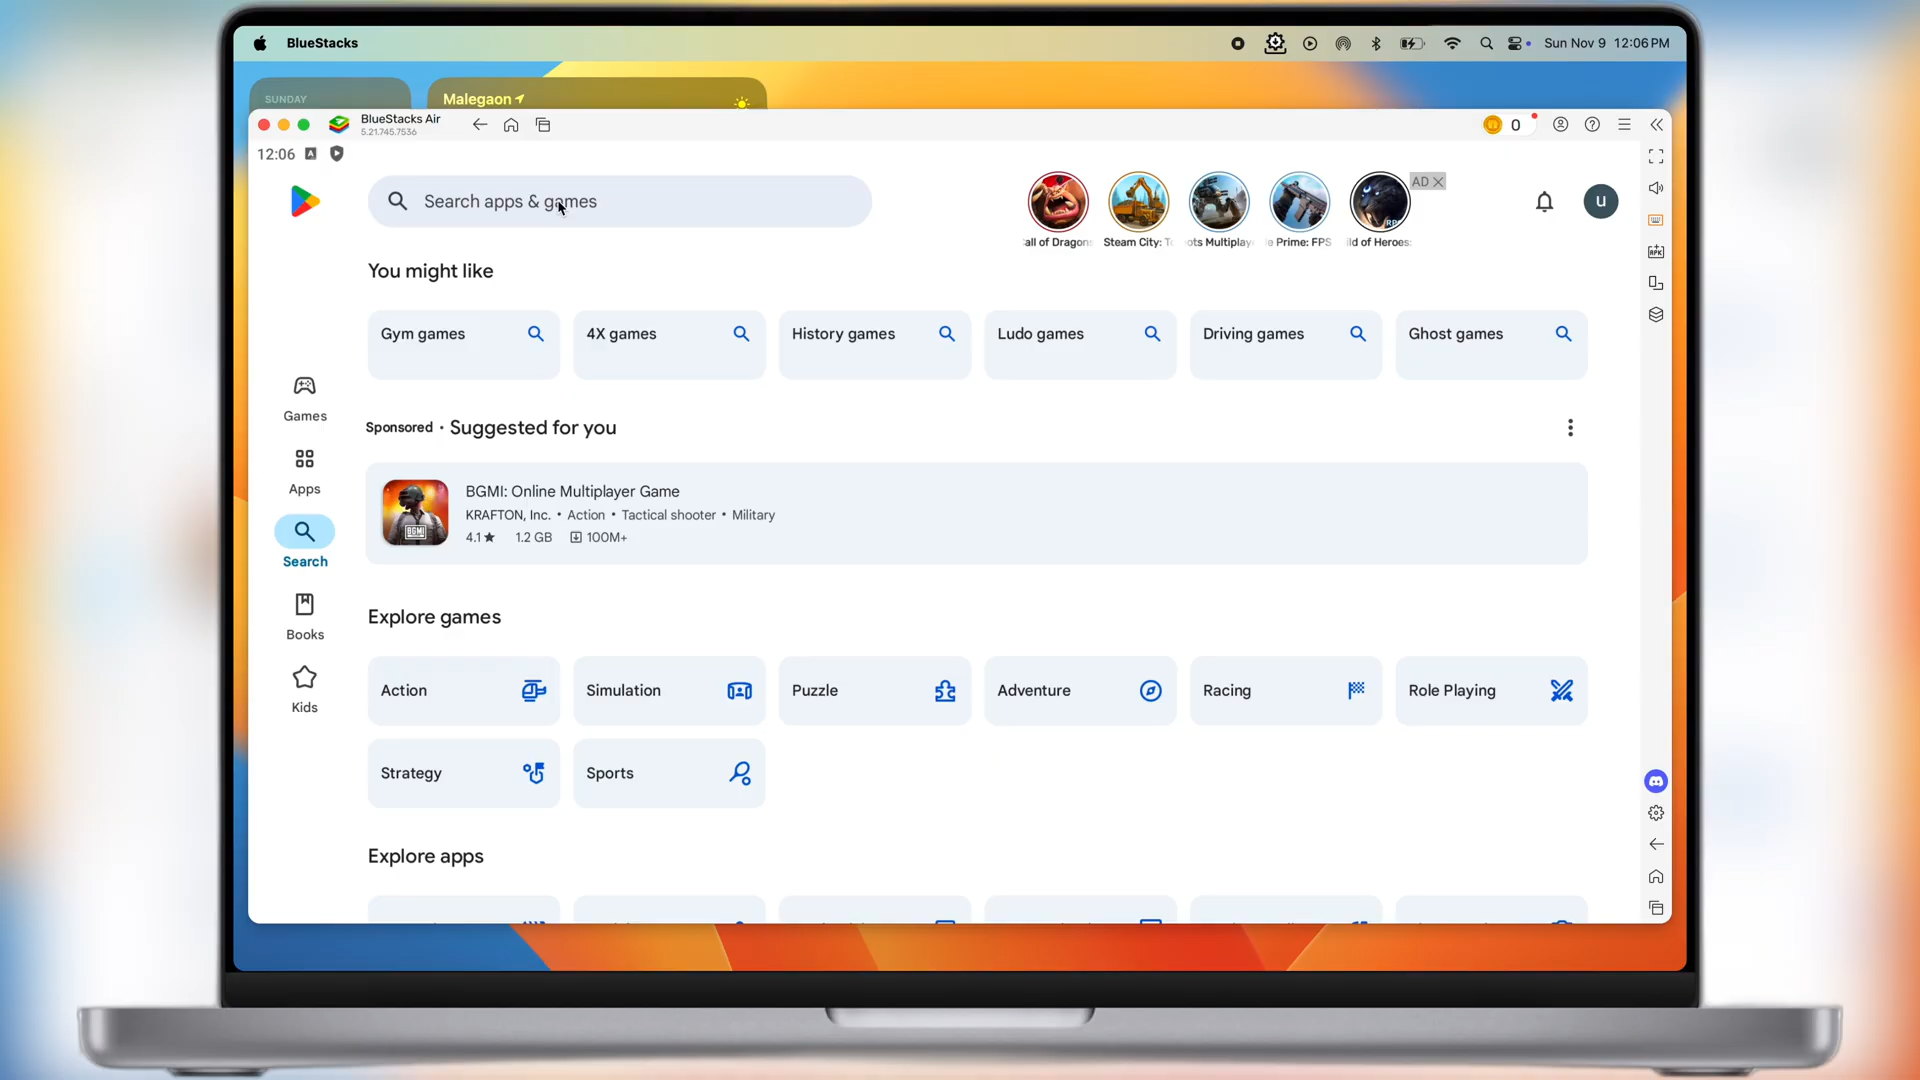 BlueStacks
Sun Nov 9 12:06 PM
SUNDAY
Malegaon
BlueStacks Air
5.21.745.7536
0
12:06
A
Search apps & games
AD
u
all of Dragons
Steam City: T
ots Multiplay
e Prime: FPS
ild of Heroes:
You might like
Gym games
4X games
History games
Ludo games
Driving games
Ghost games
Sponsored • Suggested for you
BGMI: Online Multiplayer Game
KRAFTON, Inc. • Action • Tactical shooter • Military
4.1★ 1.2 GB 100M+
BGMI
Games
Apps
Search
Books
Kids
Explore games
Action
Simulation
Puzzle
Adventure
Racing
Role Playing
Strategy
Sports
Explore apps
APK